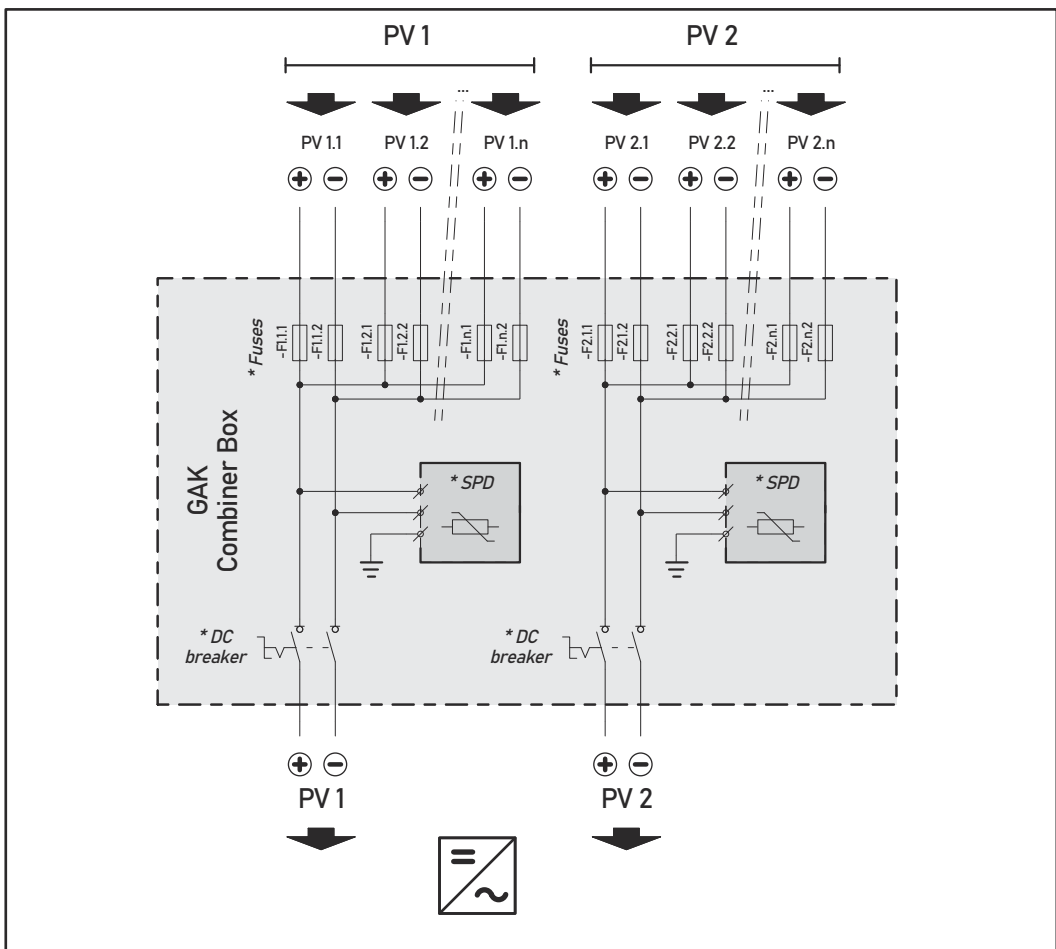 PV 1 PV 2
... ...
PV 1.1 PV 1.2 PV 1.n PV 2.1 PV 2.2 PV 2.n
+ − + − + − + − + − + −
* Fuses -F1.1.1 -F1.1.2 -F1.2.1 -F1.2.2 -F1.n.1 -F1.n.2 * Fuses -F2.1.1 -F2.1.2 -F2.2.1 -F2.2.2 -F2.n.1 -F2.n.2
GAK
Combiner Box
* SPD * SPD
* DC * DC
breaker breaker
+ − + −
PV 1 PV 2
= ~